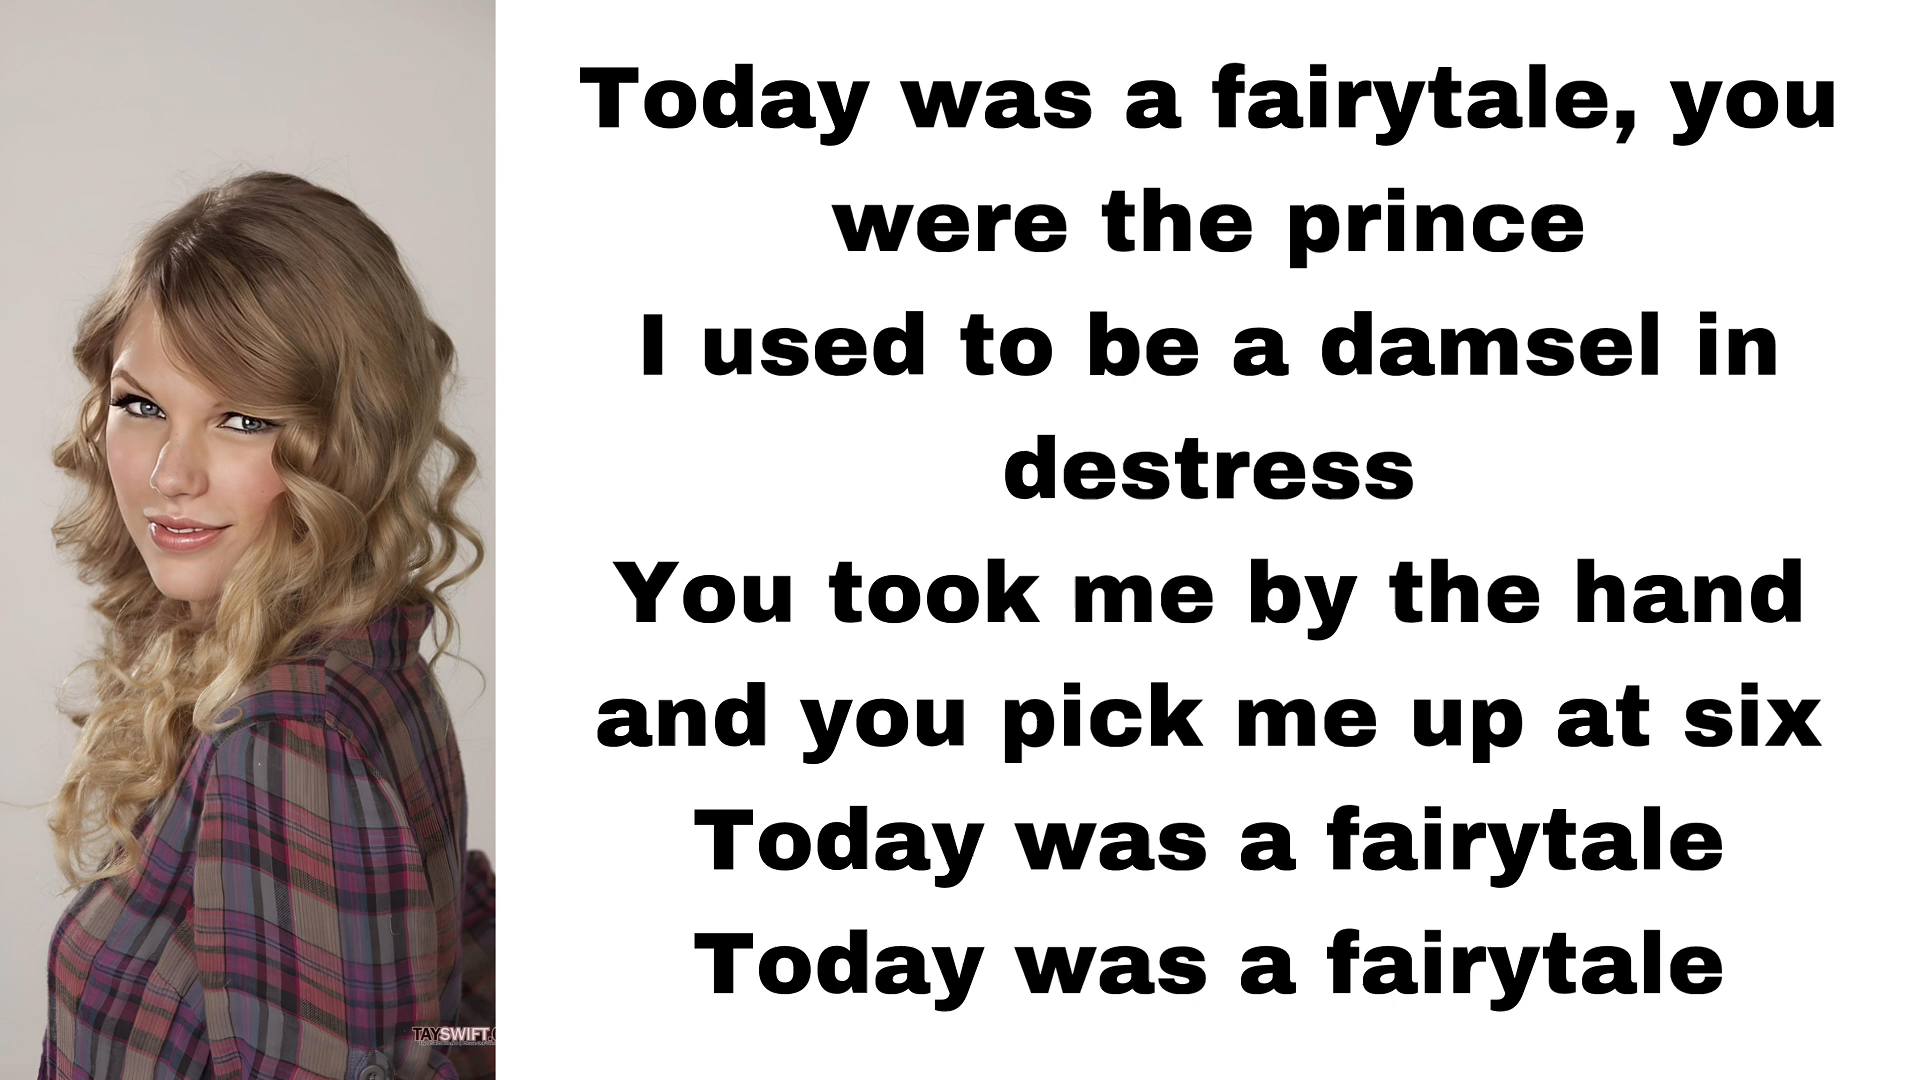 Today was a fairytale, you
were the prince
I used to be a damsel in
destress
You took me by the hand
and you pick me up at six
Today was a fairytale
Today was a fairytale
TAYSWIFT.